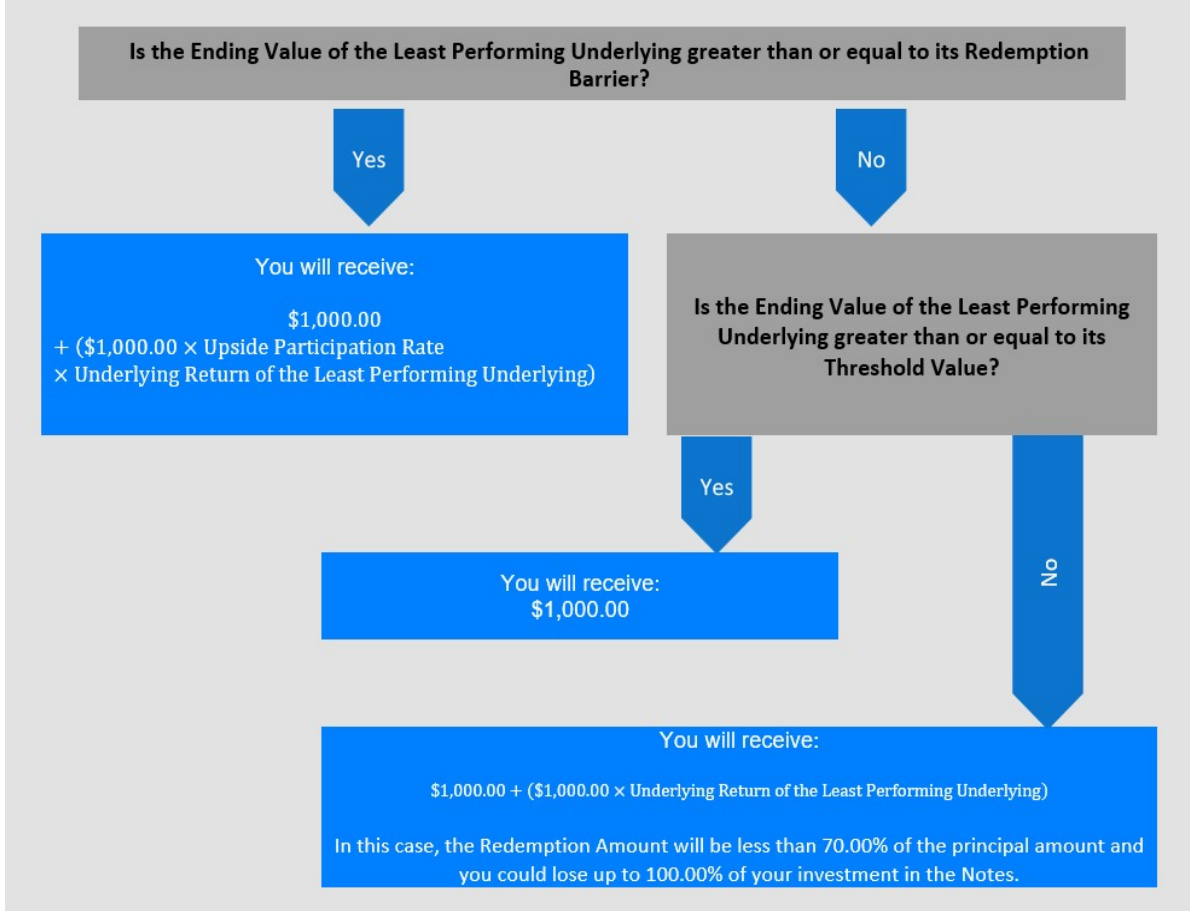 Is the Ending Value of the Least Performing Underlying greater than or equal to its Redemption
Barrier?
Yes
No
You will receive:
$1,000.00
+ ($1,000.00 × Upside Participation Rate
× Underlying Return of the Least Performing Underlying)
Is the Ending Value of the Least Performing
Underlying greater than or equal to its
Threshold Value?
Yes
No
You will receive:
$1,000.00
You will receive:
$1,000.00 + ($1,000.00 × Underlying Return of the Least Performing Underlying)
In this case, the Redemption Amount will be less than 70.00% of the principal amount and
you could lose up to 100.00% of your investment in the Notes.